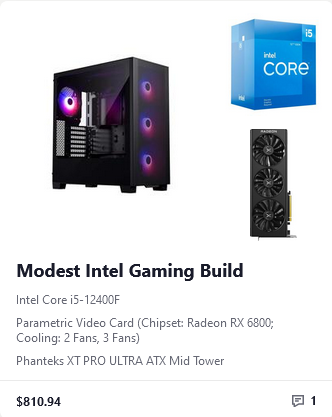 intel
CORE
i5
RADEON
Modest Intel Gaming Build
Intel Core i5-12400F
Parametric Video Card (Chipset: Radeon RX 6800;
Cooling: 2 Fans, 3 Fans)
Phanteks XT PRO ULTRA ATX Mid Tower
$810.94
1